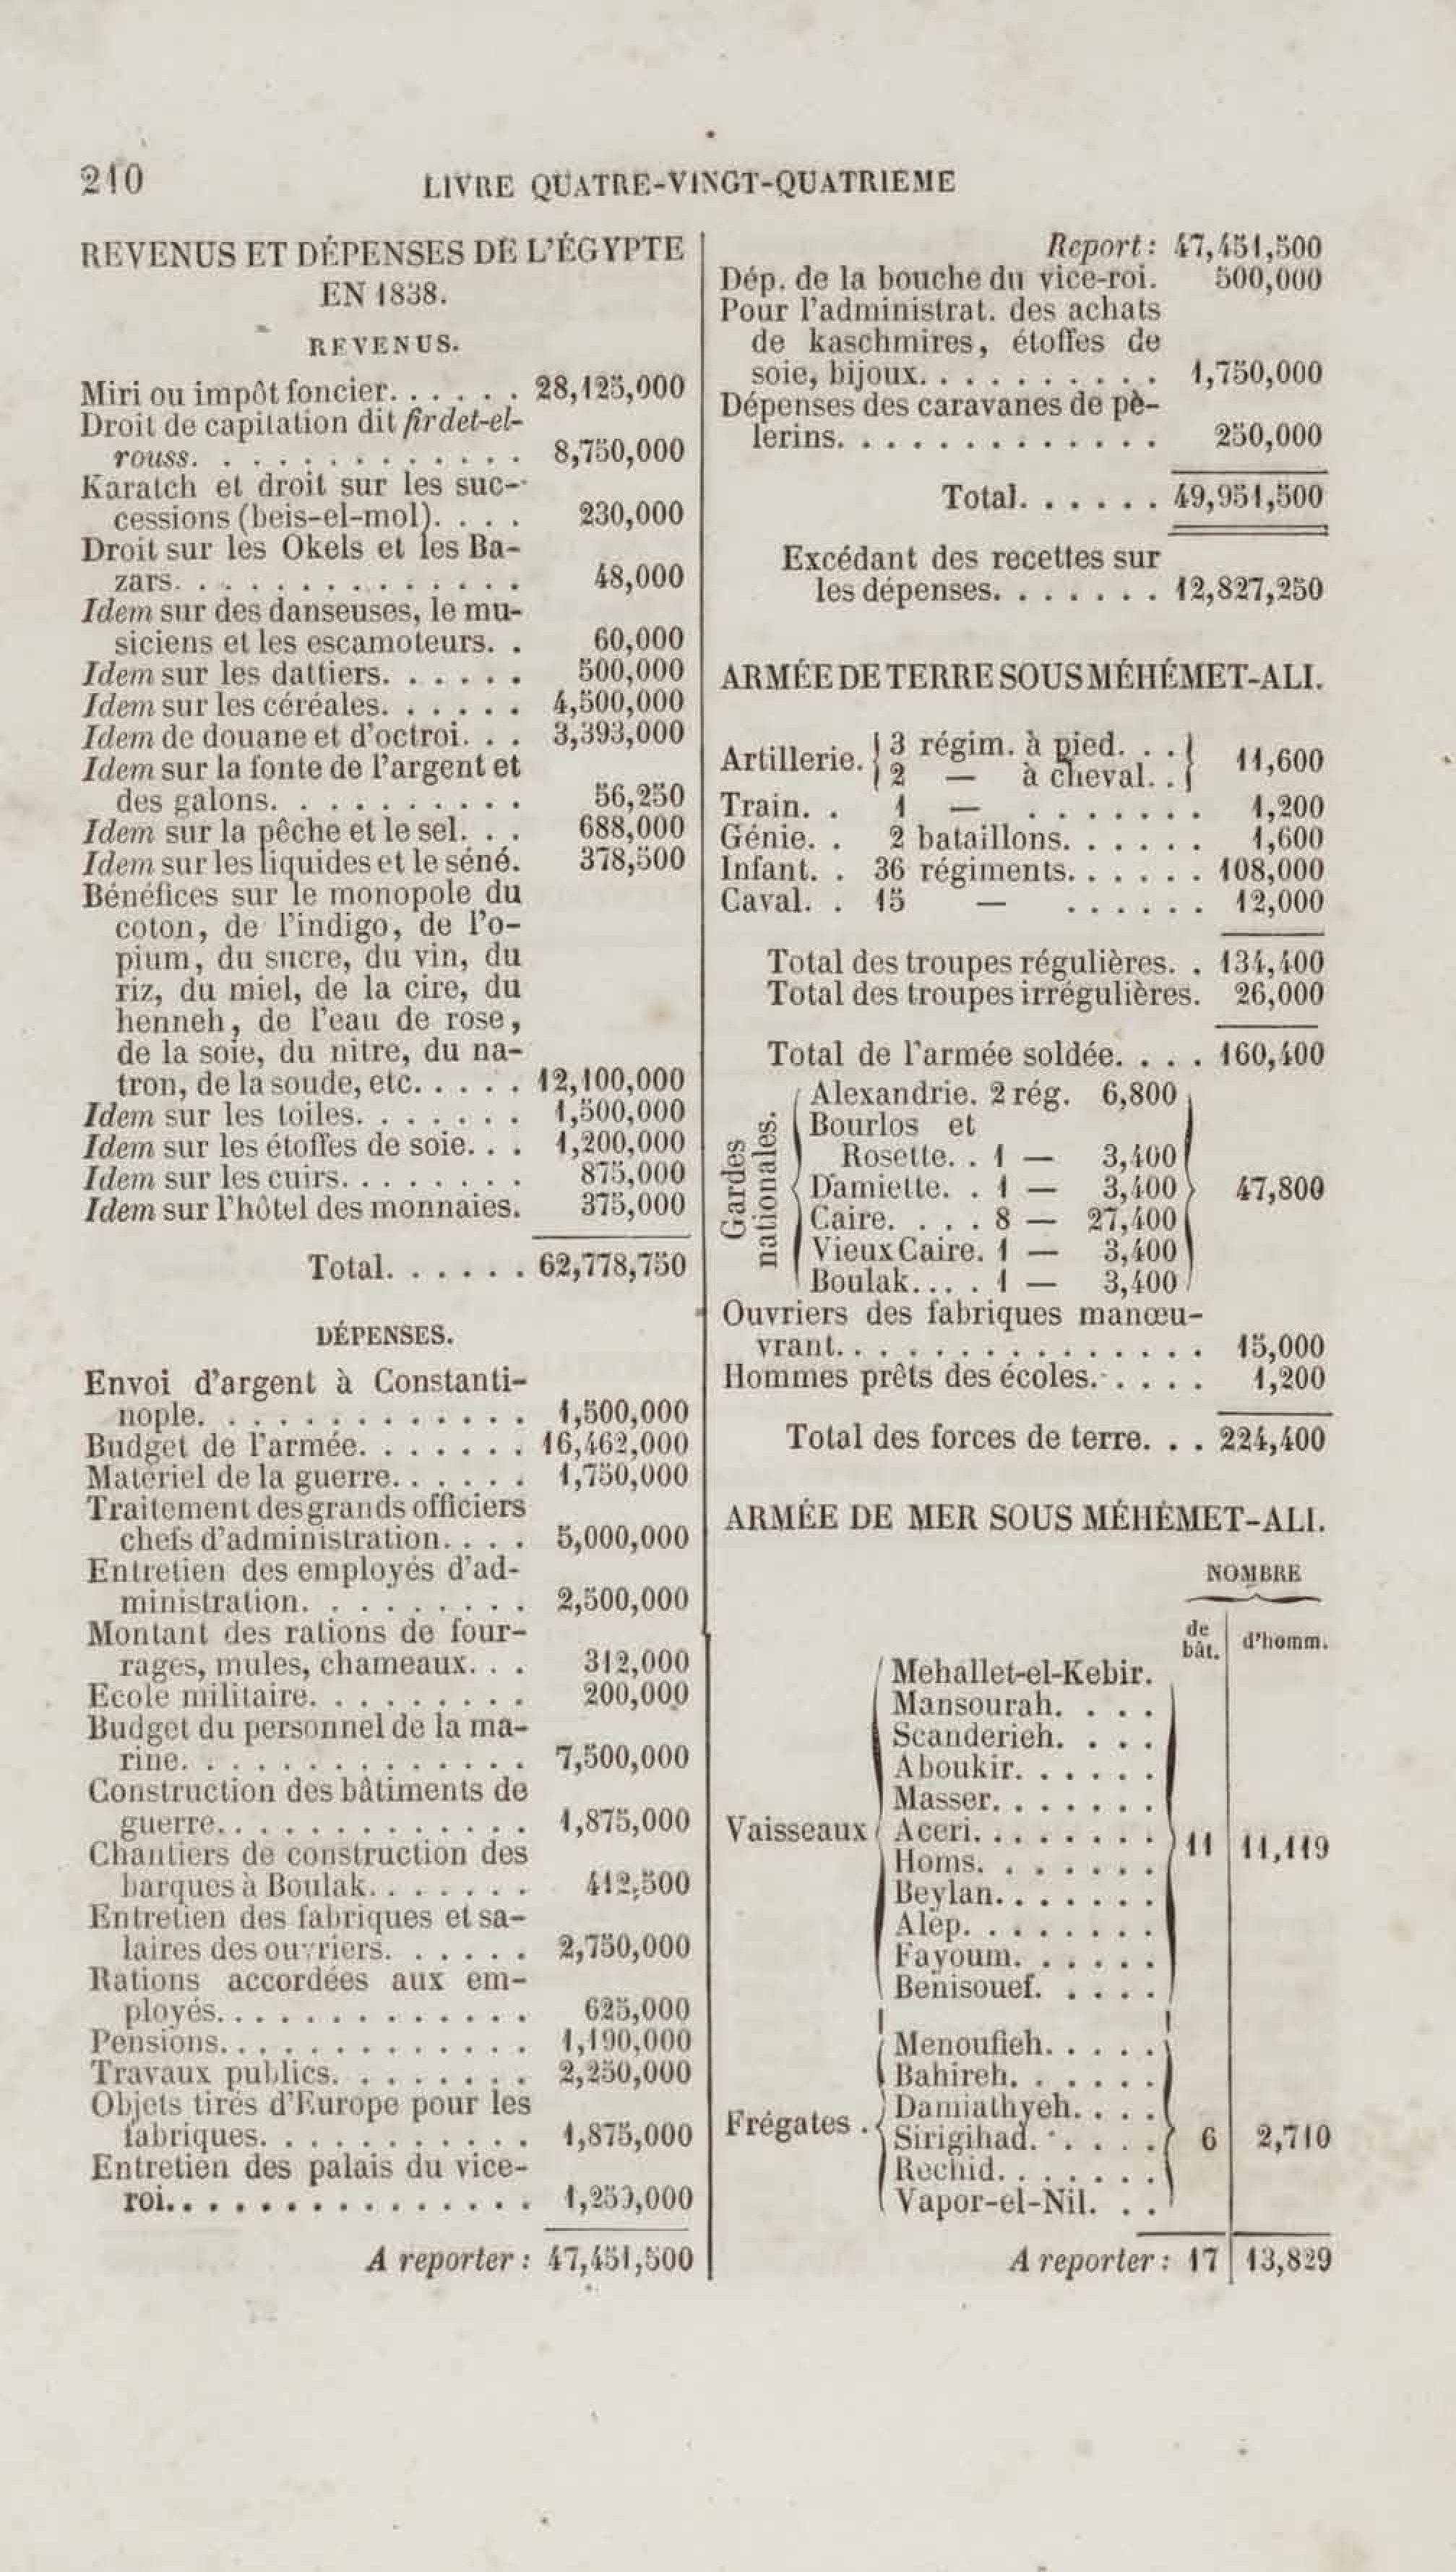 210
LIVRE QUATRE-VINGT-QUATRIEME
REVENUS ET DÉPENSES DE L'ÉGYPTE
EN 1838.
REVENUS.
Miri ou impôt foncier. . . . . . 28,125,000
Droit de capitation dit firdet-el-
rouss. . . . . . . . . . . . . 8,750,000
Karatch et droit sur les suc-
cessions (beis-el-mol). . . . 230,000
Droit sur les Okels et les Ba-
zars. . . . . . . . . . . . . . 48,000
Idem sur des danseuses, le mu-
siciens et les escamoteurs. . 60,000
Idem sur les dattiers. . . . . . 500,000
Idem sur les céréales. . . . . . 4,500,000
Idem de douane et d'octroi. . . 3,393,000
Idem sur la fonte de l'argent et
des galons. . . . . . . . . . 56,250
Idem sur la pêche et le sel. . . 688,000
Idem sur les liquides et le séné. 378,500
Bénéfices sur le monopole du
coton, de l'indigo, de l'o-
pium, du sucre, du vin, du
riz, du miel, de la cire, du
henneh, de l'eau de rose,
de la soie, du nitre, du na-
tron, de la soude, etc. . . . . 12,100,000
Idem sur les toiles. . . . . . . 1,500,000
Idem sur les étoffes de soie. . . 1,200,000
Idem sur les cuirs. . . . . . . . 875,000
Idem sur l'hôtel des monnaies. 375,000
Total. . . . . . 62,778,750
DÉPENSES.
Envoi d'argent à Constanti-
nople. . . . . . . . . . . . . 1,500,000
Budget de l'armée. . . . . . . 16,462,000
Matériel de la guerre. . . . . . 1,750,000
Traitement des grands officiers
chefs d'administration. . . . 5,000,000
Entretien des employés d'ad-
ministration. . . . . . . . . 2,500,000
Montant des rations de four-
rages, mules, chameaux. . . 312,000
Ecole militaire. . . . . . . . . 200,000
Budget du personnel de la ma-
rine. . . . . . . . . . . . . . 7,500,000
Construction des bâtiments de
guerre. . . . . . . . . . . . . 1,875,000
Chantiers de construction des
barques à Boulak. . . . . . . 412,500
Entretien des fabriques et sa-
laires des ouvriers. . . . . . 2,750,000
Rations accordées aux em-
ployés. . . . . . . . . . . . . 625,000
Pensions. . . . . . . . . . . . . 1,190,000
Travaux publics. . . . . . . . 2,250,000
Objets tirés d'Europe pour les
fabriques. . . . . . . . . . . 1,875,000
Entretien des palais du vice-
roi. . . . . . . . . . . . . . . 1,250,000
A reporter : 47,451,500
Report : 47,451,500
Dép. de la bouche du vice-roi. 500,000
Pour l'administrat. des achats
de kaschmires, étoffes de
soie, bijoux. . . . . . . . . . 1,750,000
Dépenses des caravanes de pè-
lerins. . . . . . . . . . . . . 250,000
Total. . . . . . 49,951,500
Excédant des recettes sur
les dépenses. . . . . . . 12,827,250
ARMÉE DE TERRE SOUS MÉHÉMET-ALI.
Artillerie. 3 régim. à pied. . . 11,600
2 — à cheval. .
Train. . 1 — . . . . . . . 1,200
Génie. . 2 bataillons. . . . . . 1,600
Infant. . 36 régiments. . . . . . 108,000
Caval. . 15 — . . . . . . 12,000
Total des troupes régulières. . 134,400
Total des troupes irrégulières. 26,000
Total de l'armée soldée. . . . 160,400
Gardes nationales.
Alexandrie. 2 rég. 6,800
Bourlos et
Rosette. . 1 — 3,400
Damiette. . 1 — 3,400 47,800
Caire. . . . 8 — 27,400
Vieux Caire. 1 — 3,400
Boulak. . . . 1 — 3,400
Ouvriers des fabriques manœu-
vrant. . . . . . . . . . . . . . . 15,000
Hommes prêts des écoles. . . . . 1,200
Total des forces de terre. . . 224,400
ARMÉE DE MER SOUS MÉHÉMET-ALI.
NOMBRE
de bât. d'homm.
Mehallet-el-Kebir.
Mansourah. . . .
Scanderieh. . . .
Aboukir. . . . . .
Masser. . . . . . .
Vaisseaux Aceri. . . . . . . . 11 11,119
Homs. . . . . . .
Beylan. . . . . . .
Alep. . . . . . . .
Fayoum. . . . . .
Benisouef. . . . .
Menoufieh. . . . .
Bahireh. . . . . .
Damiathyeh. . . .
Frégates . Sirigihad. . . . . . 6 2,710
Rechid. . . . . . .
Vapor-el-Nil. . .
A reporter : 17 13,829